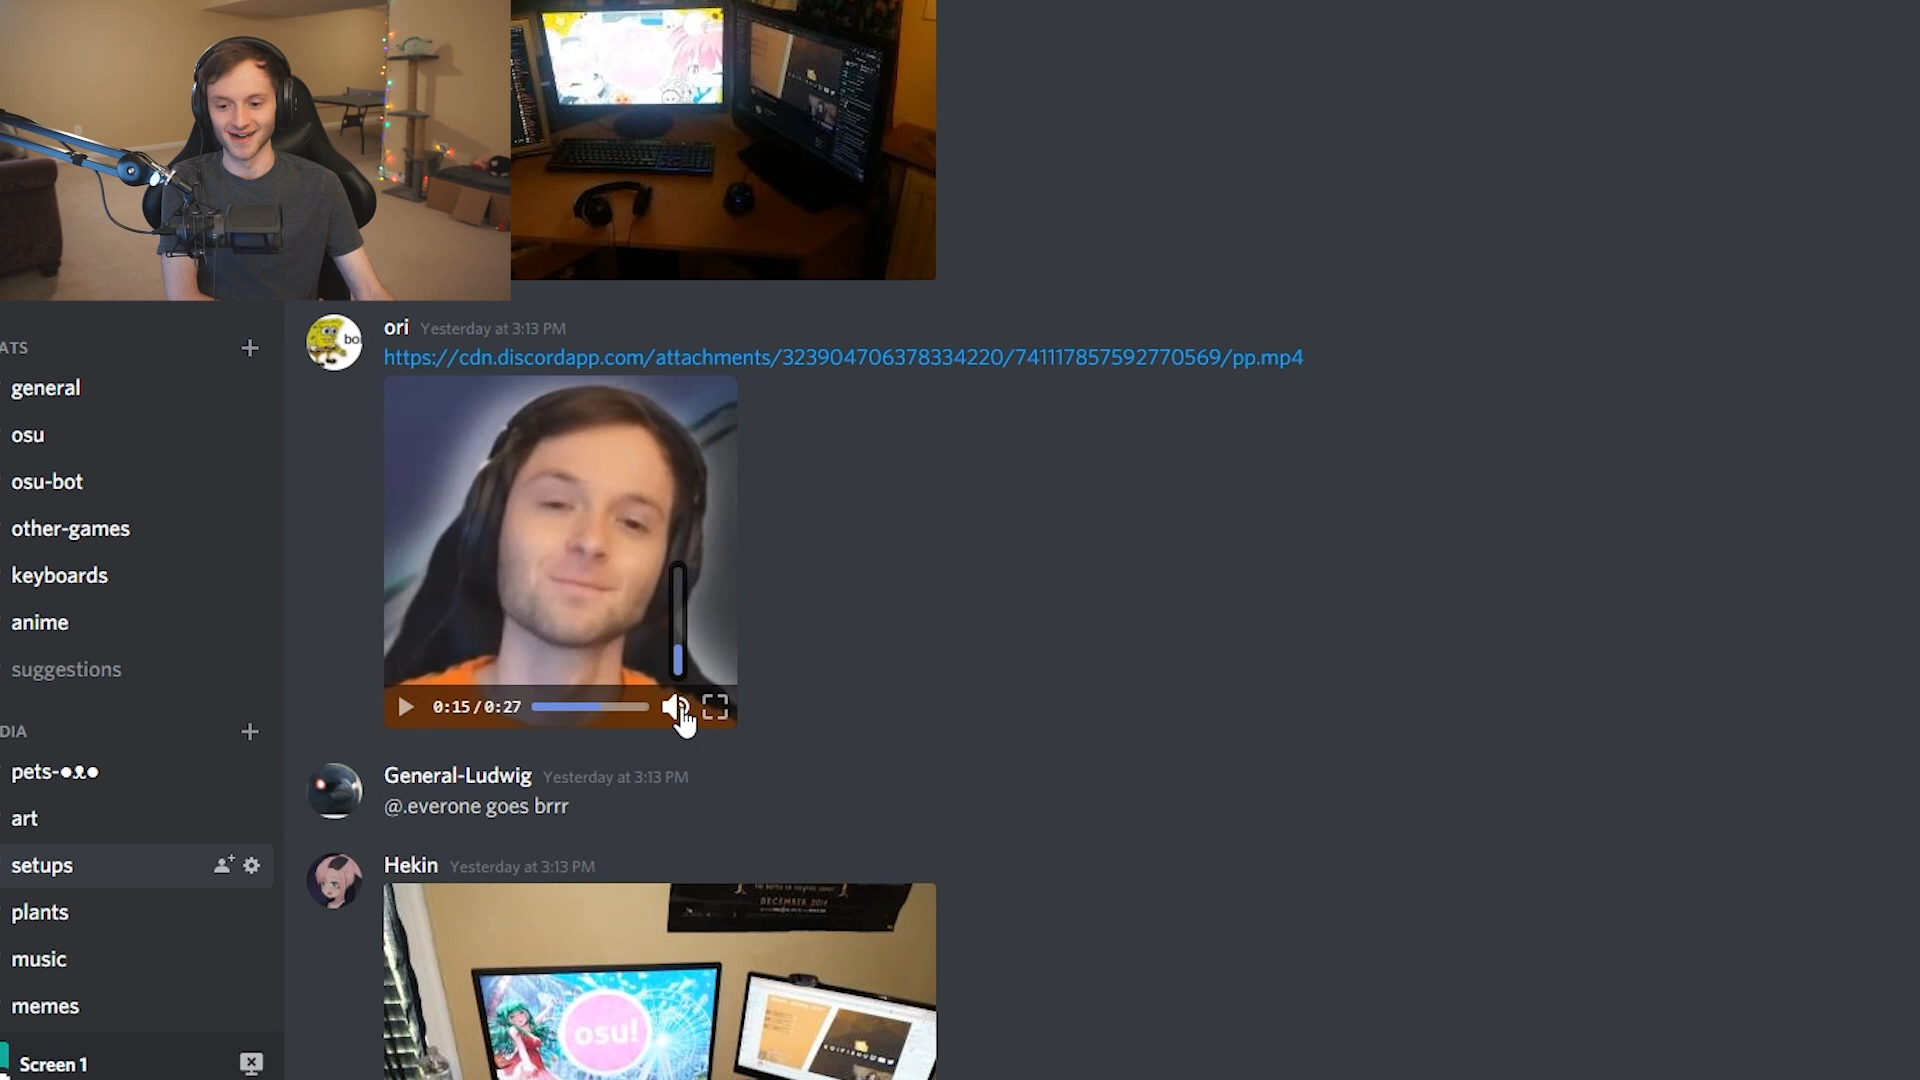 ori Yesterday at 3:13 PM
https://cdn.discordapp.com/attachments/323904706378334220/741117857592770569/pp.mp4
ATS
general
osu
osu-bot
other-games
keyboards
anime
suggestions
0:15/0:27
DIA
pets-●ᴥ●
General-Ludwig Yesterday at 3:13 PM
@.everone goes brrr
art
setups
Hekin Yesterday at 3:13 PM
DECEMBER 2014
plants
music
memes
osu!
Screen 1